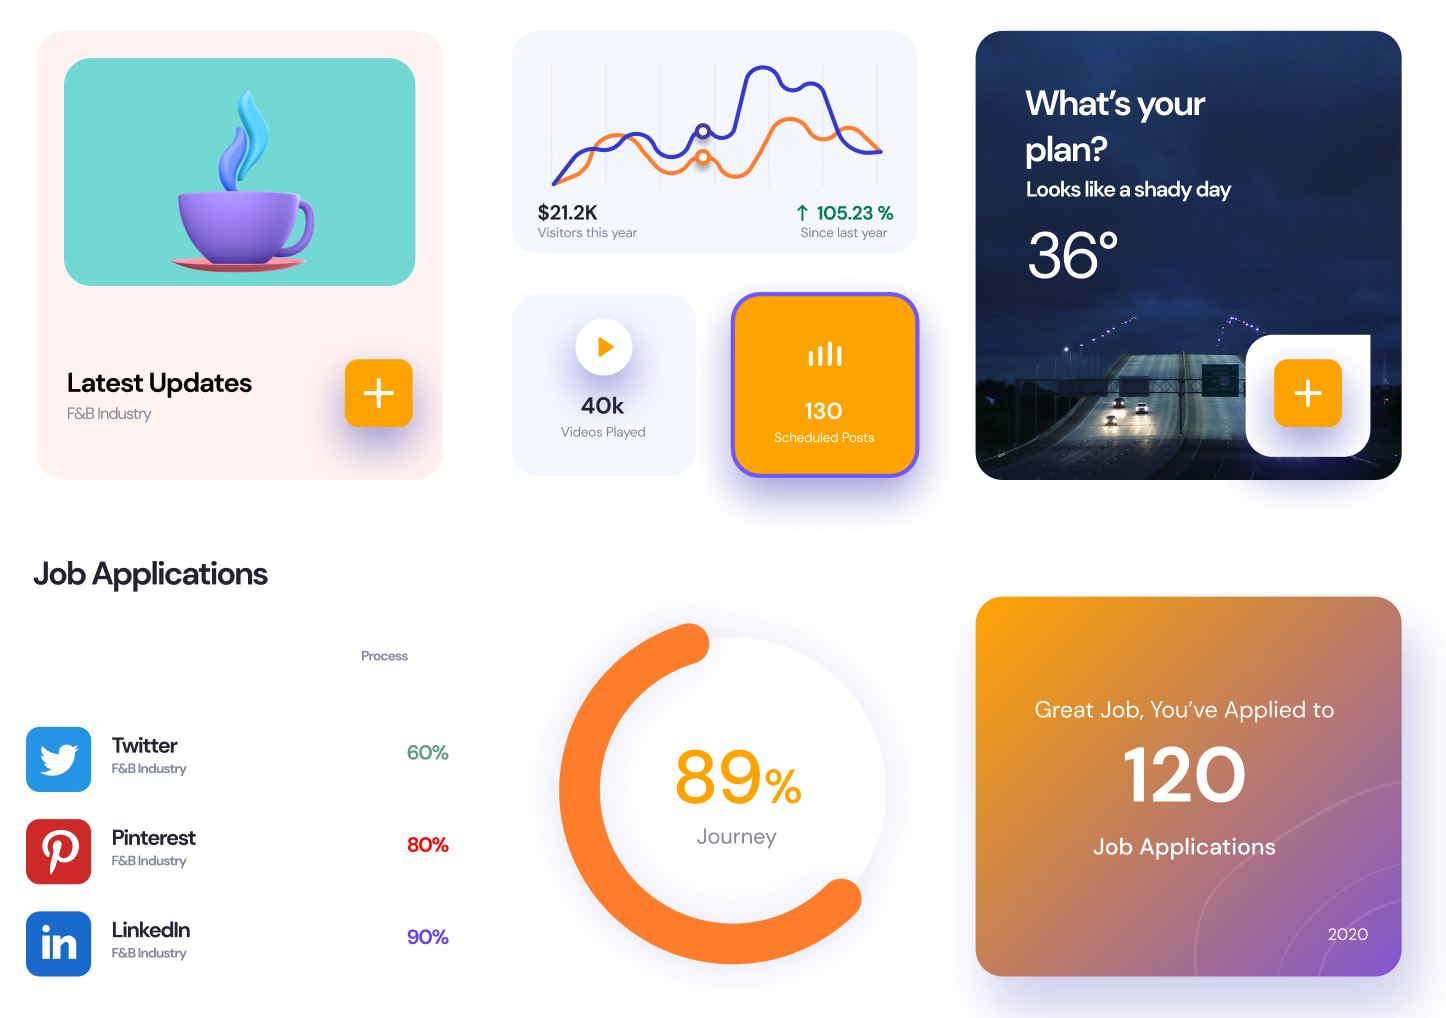 Latest Updates
F&B Industry
$21.2K
Visitors this year
↑ 105.23 %
Since last year
40k
Videos Played
130
Scheduled Posts
What's your
plan?
Looks like a shady day
36°
Job Applications
Process
Twitter
F&B Industry
60%
Pinterest
F&B Industry
80%
in
LinkedIn
F&B Industry
90%
89%
Journey
Great Job, You've Applied to
120
Job Applications
2020